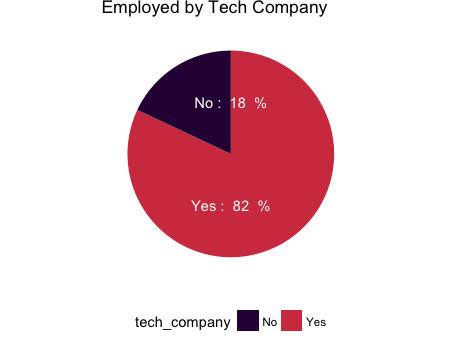 Employed by Tech Company
No :  18  %
Yes :  82  %
tech_company No Yes